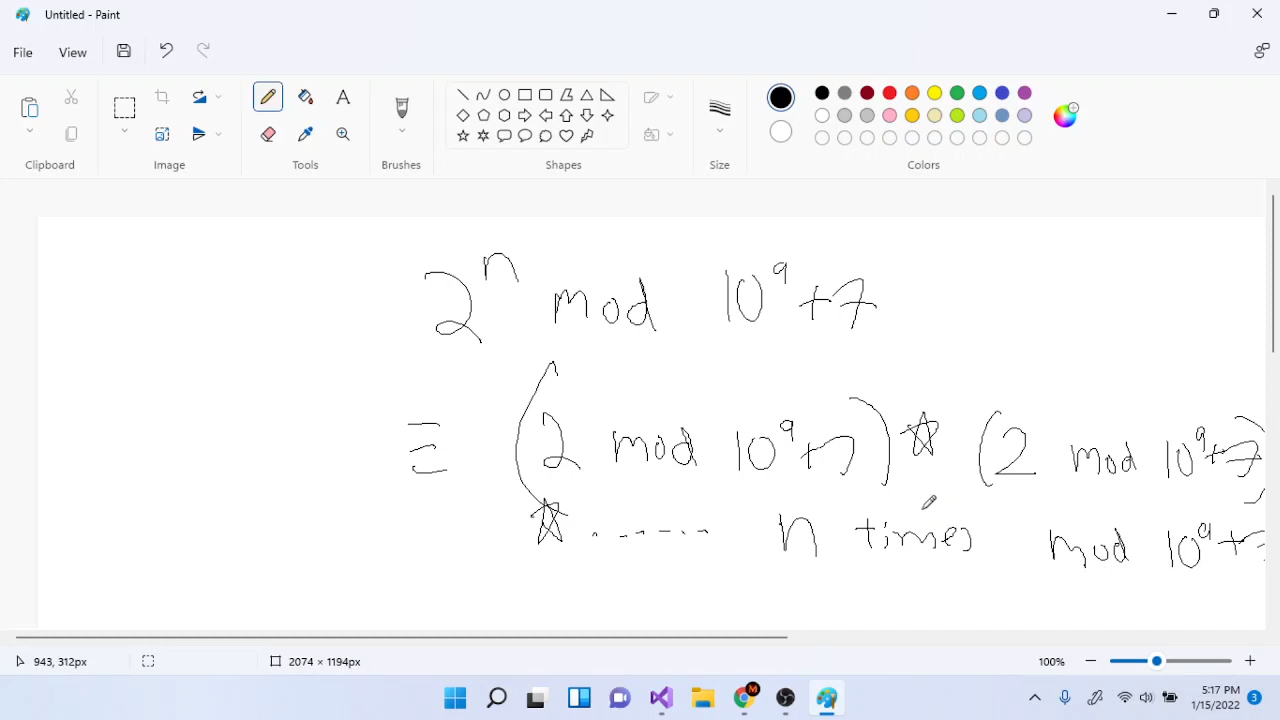 Untitled - Paint
File View
Clipboard Image Tools Brushes Shapes Size Colors
2^n mod 10^9+7
≡ (2 mod 10^9+7) * (2 mod 10^9+7)
* ...... n times mod 10^9+7
943, 312px 2074 × 1194px 100%
5:17 PM
1/15/2022
3